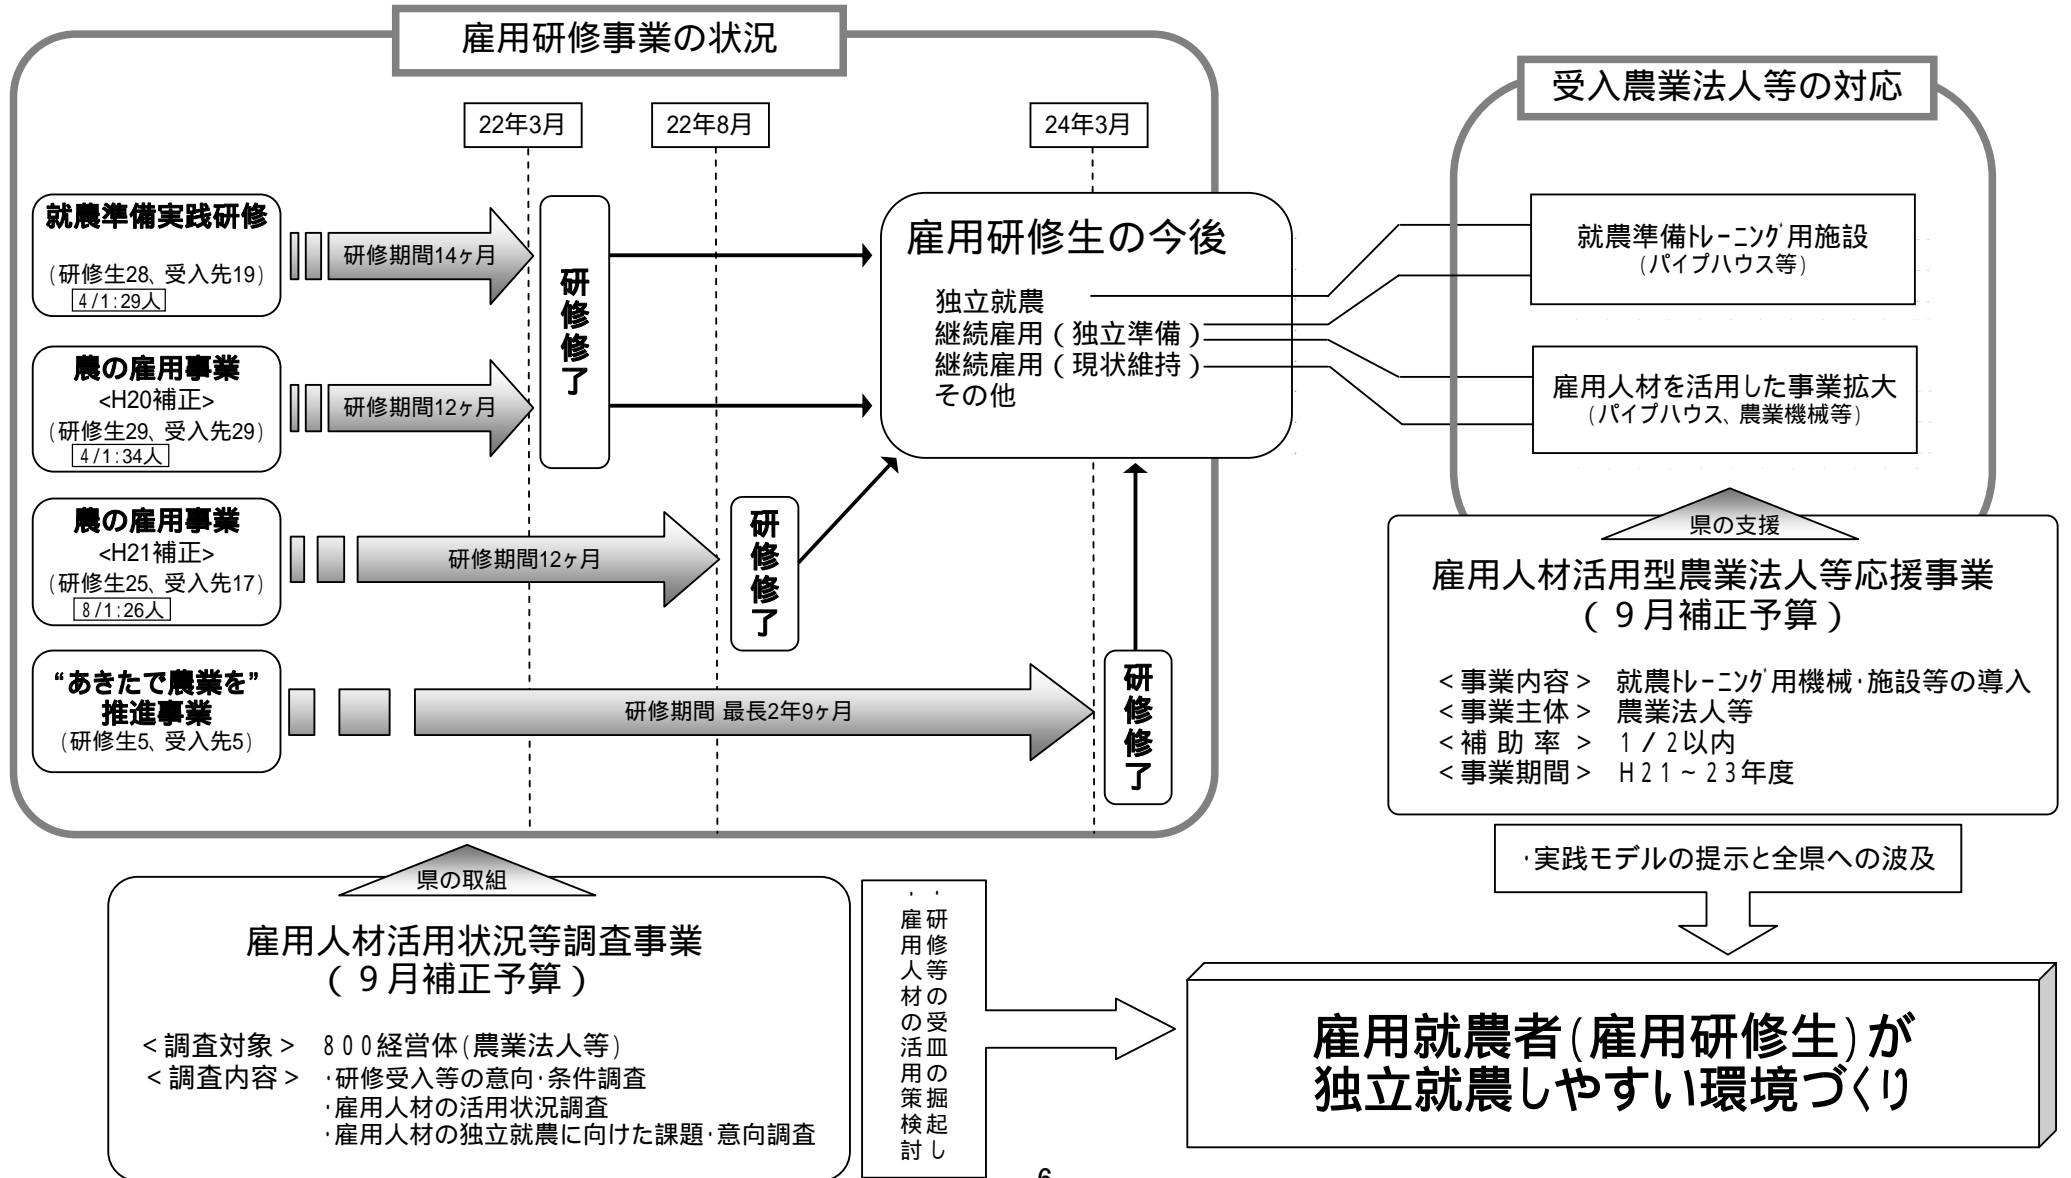 雇用研修事業の状況
22年3月
22年8月
24年3月
就農準備実践研修
(研修生28、受入先19)
4/1:29人
研修期間14ヶ月
農の雇用事業
<H20補正>
(研修生29、受入先29)
4/1:34人
研修期間12ヶ月
研修修了
農の雇用事業
<H21補正>
(研修生25、受入先17)
8/1:26人
研修期間12ヶ月
研修修了
“あきたで農業を”
推進事業
(研修生5、受入先5)
研修期間 最長2年9ヶ月
研修修了
雇用研修生の今後
独立就農
継続雇用(独立準備)
継続雇用(現状維持)
その他
受入農業法人等の対応
就農準備トレーニング用施設
(パイプハウス等)
雇用人材を活用した事業拡大
(パイプハウス、農業機械等)
県の支援
雇用人材活用型農業法人等応援事業
(9月補正予算)
<事業内容> 就農トレーニング用機械・施設等の導入
<事業主体> 農業法人等
<補助率> 1/2以内
<事業期間> H21~23年度
・実践モデルの提示と全県への波及
県の取組
雇用人材活用状況等調査事業
(9月補正予算)
<調査対象> 800経営体(農業法人等)
<調査内容> ・研修受入等の意向・条件調査
・雇用人材の活用状況調査
・雇用人材の独立就農に向けた課題・意向調査
・研修等の受皿の掘起し
・雇用人材の活用策検討
雇用就農者(雇用研修生)が
独立就農しやすい環境づくり
6